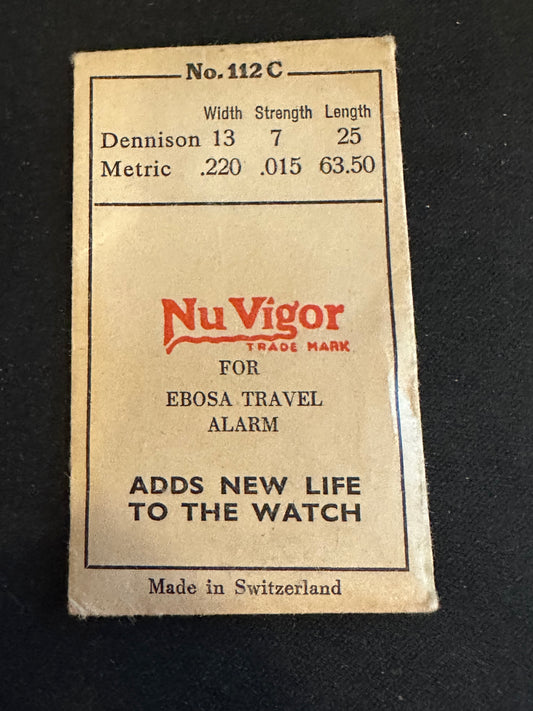 No. 112 C
Width Strength Length
Dennison 13 7 25
Metric .220 .015 63.50
Nu Vigor
TRADE MARK
FOR
EBOSA TRAVEL
ALARM
ADDS NEW LIFE
TO THE WATCH
Made in Switzerland